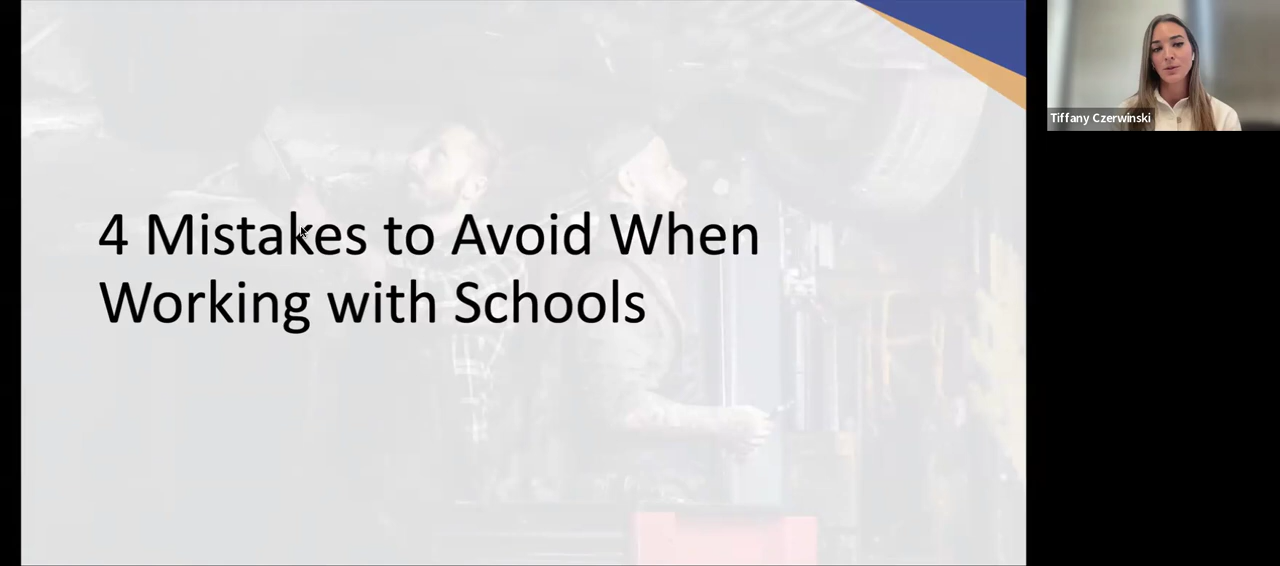 4 Mistakes to Avoid When
Working with Schools
Tiffany Czerwinski